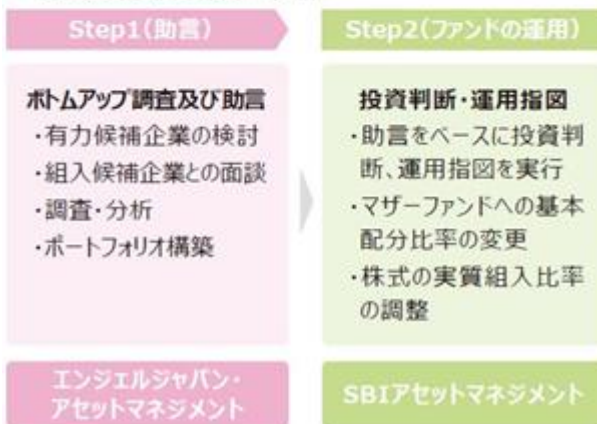 Step1(助言)
ボトムアップ調査及び助言
・有力候補企業の検討
・組入候補企業との面談
・調査・分析
・ポートフォリオ構築
エンジェルジャパン・
アセットマネジメント
Step2(ファンドの運用)
投資判断・運用指図
・助言をベースに投資判
断、運用指図を実行
・マザーファンドへの基本
配分比率の変更
・株式の実質組入比率
の調整
SBIアセットマネジメント